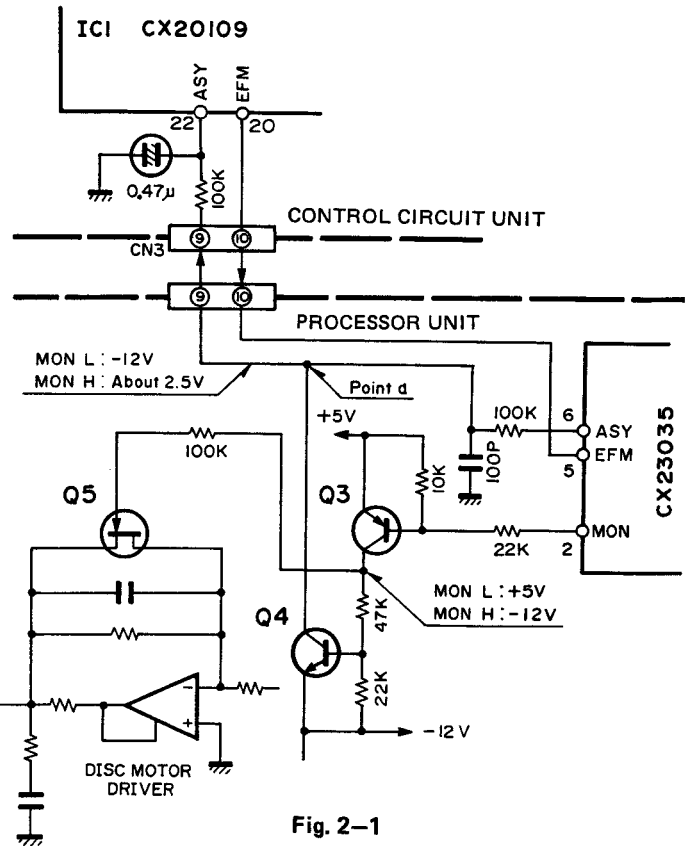 IC1 CX20109
ASY
EFM
22
20
0.47μ
100K
CONTROL CIRCUIT UNIT
CN3
9
10
9
10
PROCESSOR UNIT
MON L : -12V
MON H : About 2.5V
Point a
+5V
100K
6
ASY
EFM
5
100P
CX23035
100K
10K
Q5
Q3
MON
2
22K
MON L : +5V
MON H : -12V
47K
Q4
22K
-
+
-12V
DISC MOTOR
DRIVER
Fig. 2-1